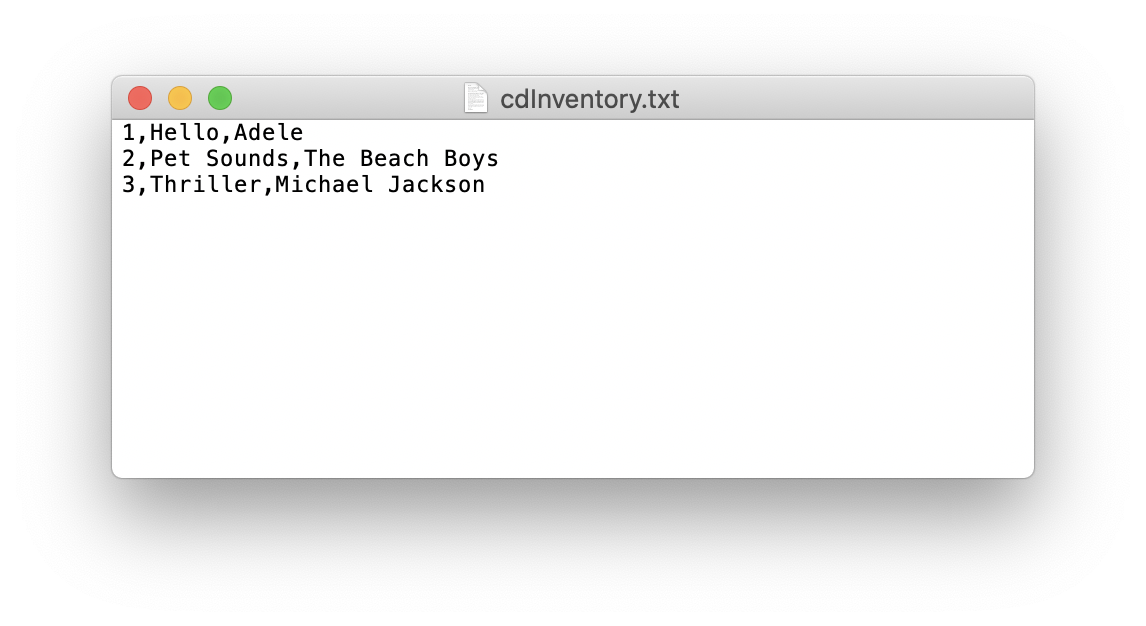 cdInventory.txt
1,Hello,Adele
2,Pet Sounds,The Beach Boys
3,Thriller,Michael Jackson